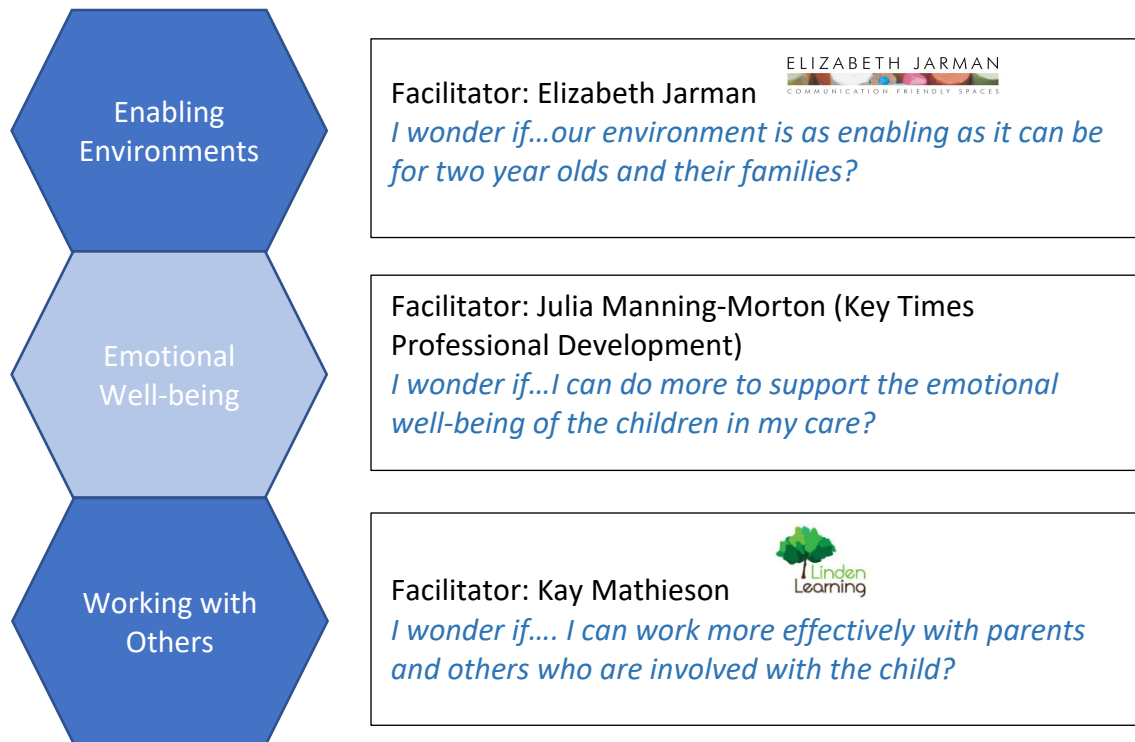 Enabling
Environments
ELIZABETH JARMAN
COMMUNICATION FRIENDLY SPACES
Facilitator: Elizabeth Jarman
I wonder if…our environment is as enabling as it can be
for two year olds and their families?
Emotional
Well-being
Facilitator: Julia Manning-Morton (Key Times
Professional Development)
I wonder if…I can do more to support the emotional
well-being of the children in my care?
Working with
Others
Linden
Learning
Facilitator: Kay Mathieson
I wonder if…. I can work more effectively with parents
and others who are involved with the child?